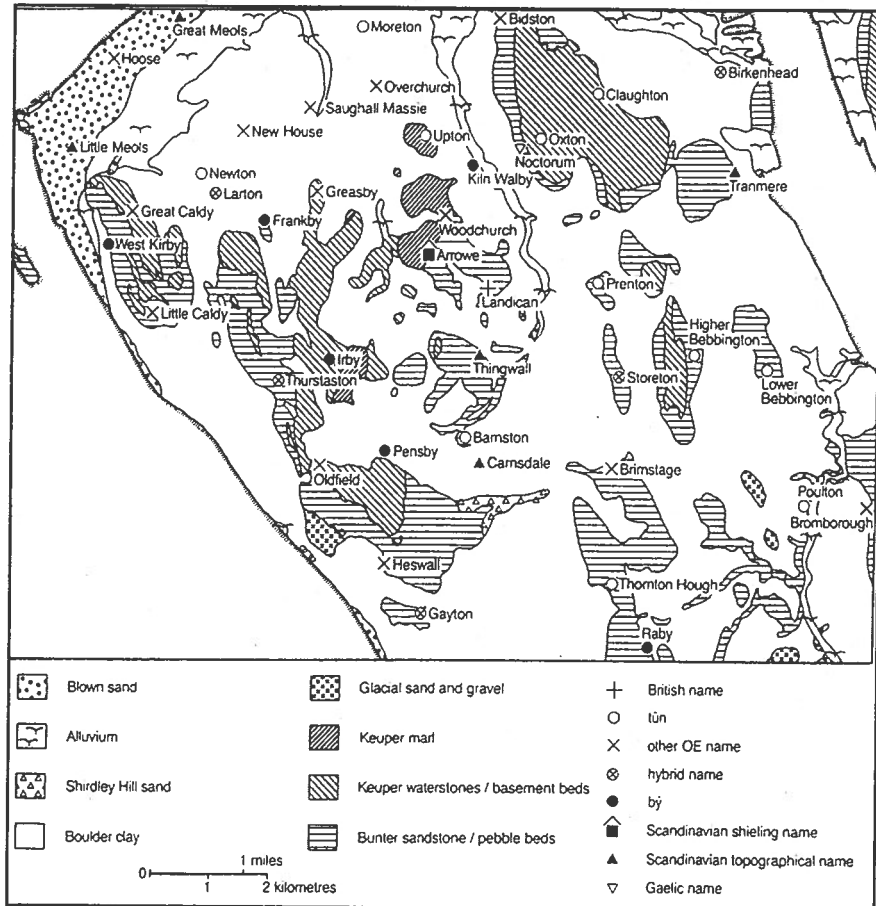 Great Meols
Moreton
Bidston
Hoose
Birkenhead
Overchurch
Claughton
Saughall Massie
New House
Upton
Oxton
Little Meols
Noctorum
Kiln Walby
Newton
Tranmere
Larton
Greasby
Great Caldy
Frankby
Woodchurch
West Kirby
Arrowe
Prenton
Landican
Little Caldy
Higher
Bebbington
Irby
Thingwall
Thurstaston
Storeton
Lower
Bebbington
Barnston
Pensby
Carnsdale
Brimstage
Oldfield
Poulton
Bromborough
Heswall
Thornton Hough
Gayton
Raby
Blown sand
Glacial sand and gravel
British name
Alluvium
Keuper marl
tūn
other OE name
Shirdley Hill sand
Keuper waterstones / basement beds
hybrid name
bý
Boulder clay
Bunter sandstone / pebble beds
Scandinavian shieling name
Scandinavian topographical name
Gaelic name
0 1 miles
1 2 kilometres